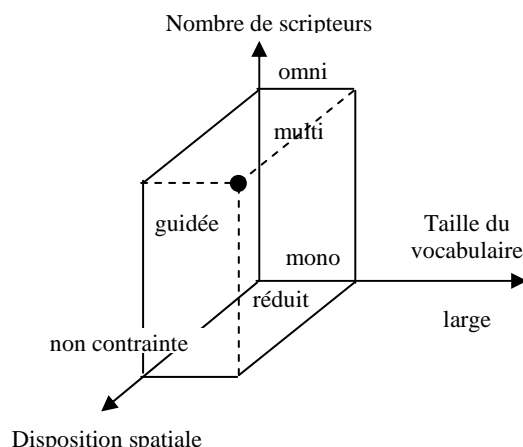 Nombre de scripteurs
omni
multi
guidée
Taille du
vocabulaire
mono
réduit
large
non contrainte
Disposition spatiale